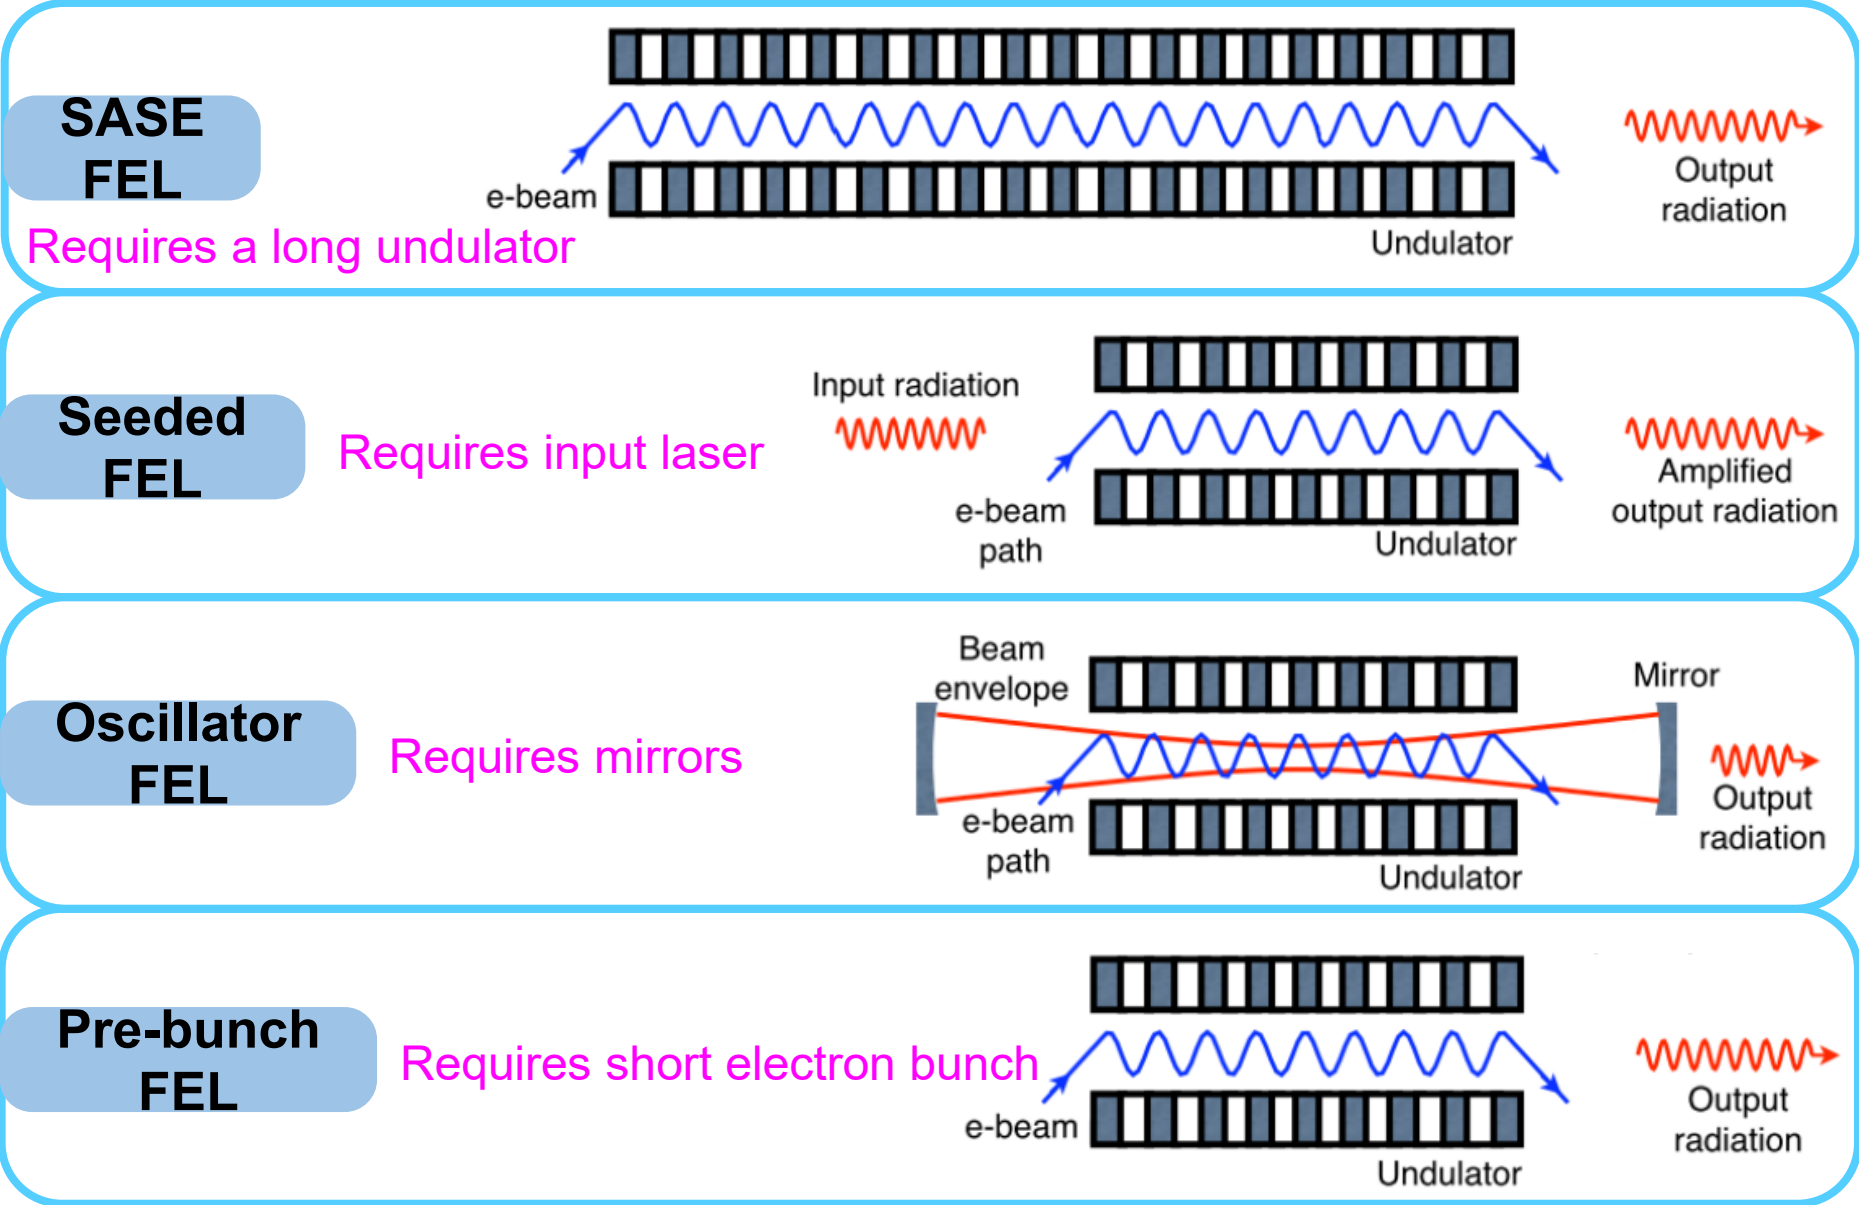 SASE
FEL
Requires a long undulator
e-beam
Undulator
Output
radiation
Seeded
FEL
Requires input laser
Input radiation
e-beam
path
Undulator
Amplified
output radiation
Oscillator
FEL
Requires mirrors
Beam
envelope
e-beam
path
Undulator
Mirror
Output
radiation
Pre-bunch
FEL
Requires short electron bunch
e-beam
Undulator
Output
radiation